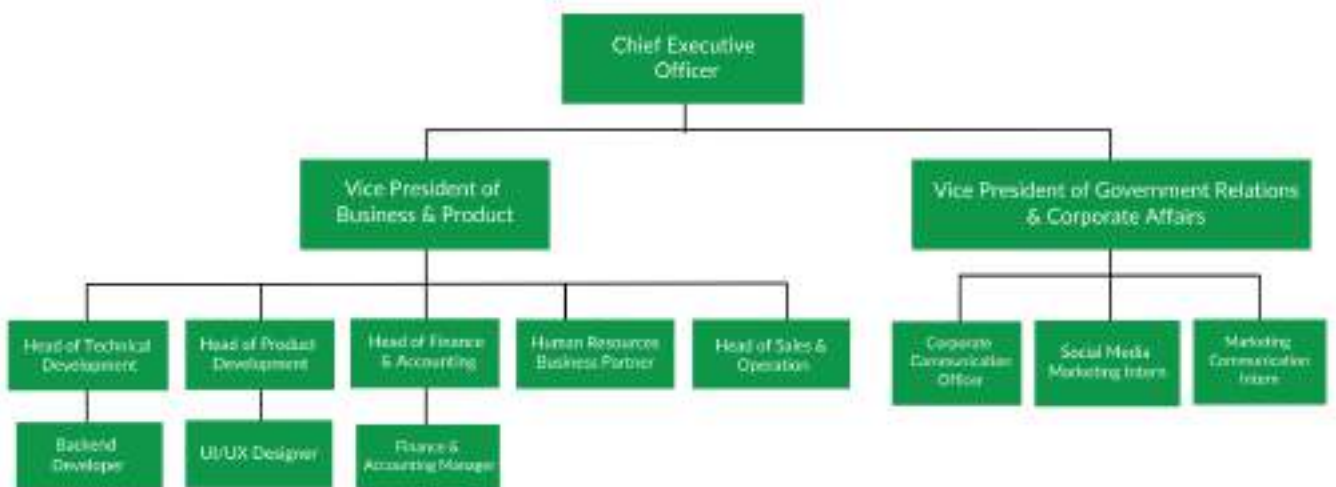 Chief Executive
Officer
Vice President of
Business & Product
Vice President of Government Relations
& Corporate Affairs
Head of Technical
Development
Head of Product
Development
Head of Finance
& Accounting
Human Resources
Business Partner
Head of Sales &
Operation
Corporate
Communication
Officer
Social Media
Marketing Intern
Marketing
Communication
Intern
Backend
Developer
UI/UX Designer
Finance &
Accounting Manager